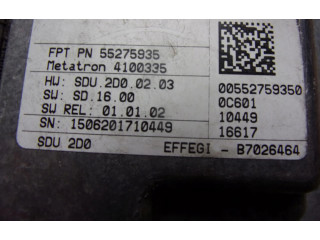 FPT PN 55275935
Metatron 4100335
HW: SDU.2D0.02.03
SW: SD.16.00
SW REL: 01.01.02
SN: 1506201710449
00552759350
0C601
10449
16617
SDU 2D0
EFFEGI - B7026464